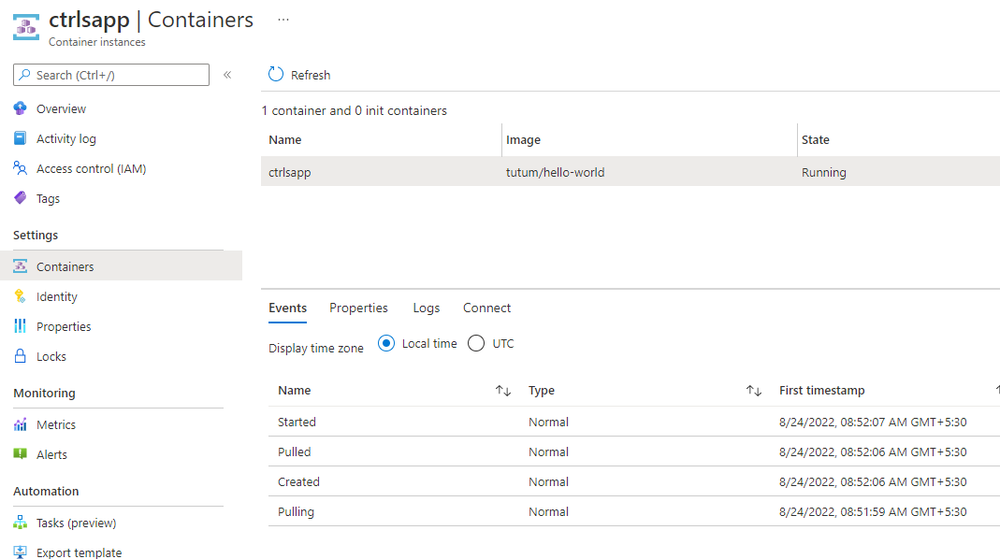 ctrlsapp | Containers ...
Container instances
Search (Ctrl+/)
«
Overview
Activity log
Access control (IAM)
Tags
Settings
Containers
Identity
Properties
Locks
Monitoring
Metrics
Alerts
Automation
Tasks (preview)
Export template
Refresh
1 container and 0 init containers
Name Image State
ctrlsapp tutum/hello-world Running
Events Properties Logs Connect
Display time zone Local time UTC
Name ↑↓ Type ↑↓ First timestamp ↑
Started Normal 8/24/2022, 08:52:07 AM GMT+5:30
Pulled Normal 8/24/2022, 08:52:06 AM GMT+5:30
Created Normal 8/24/2022, 08:52:06 AM GMT+5:30
Pulling Normal 8/24/2022, 08:51:59 AM GMT+5:30